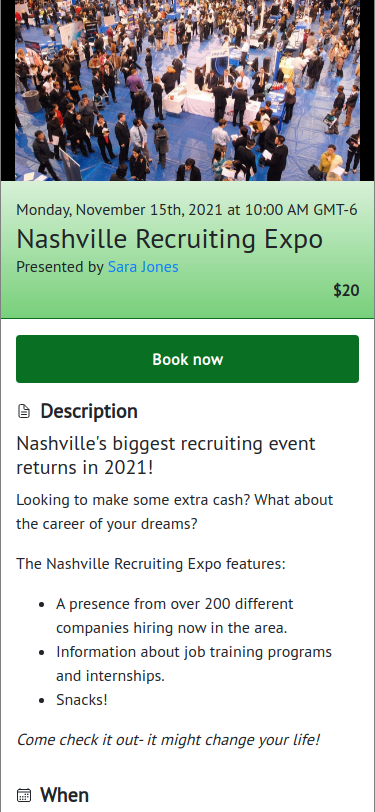 Monday, November 15th, 2021 at 10:00 AM GMT-6
Nashville Recruiting Expo
Presented by Sara Jones
$20
Book now
Description
Nashville's biggest recruiting event
returns in 2021!
Looking to make some extra cash? What about
the career of your dreams?
The Nashville Recruiting Expo features:
• A presence from over 200 different
companies hiring now in the area.
• Information about job training programs
and internships.
• Snacks!
Come check it out- it might change your life!
When